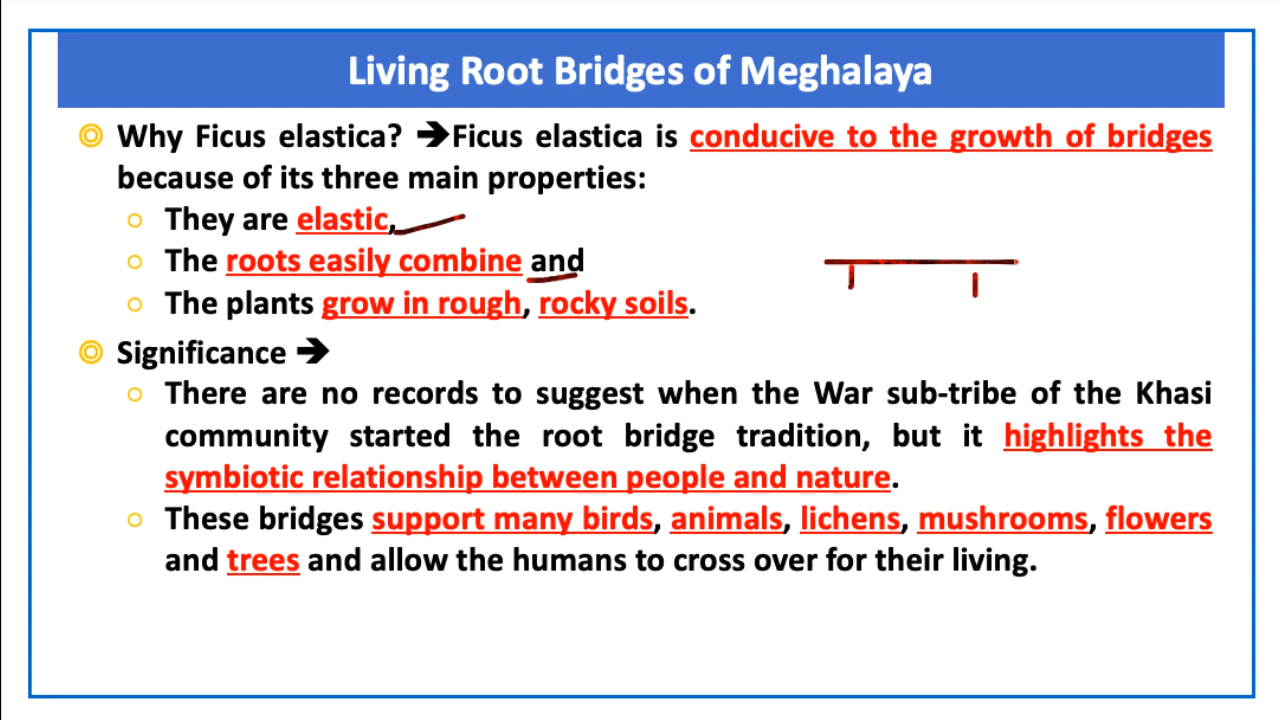 Living Root Bridges of Meghalaya
Why Ficus elastica? ➔Ficus elastica is conducive to the growth of bridges
because of its three main properties:
They are elastic,
The roots easily combine and
The plants grow in rough, rocky soils.
Significance ➔
There are no records to suggest when the War sub-tribe of the Khasi
community started the root bridge tradition, but it highlights the
symbiotic relationship between people and nature.
These bridges support many birds, animals, lichens, mushrooms, flowers
and trees and allow the humans to cross over for their living.